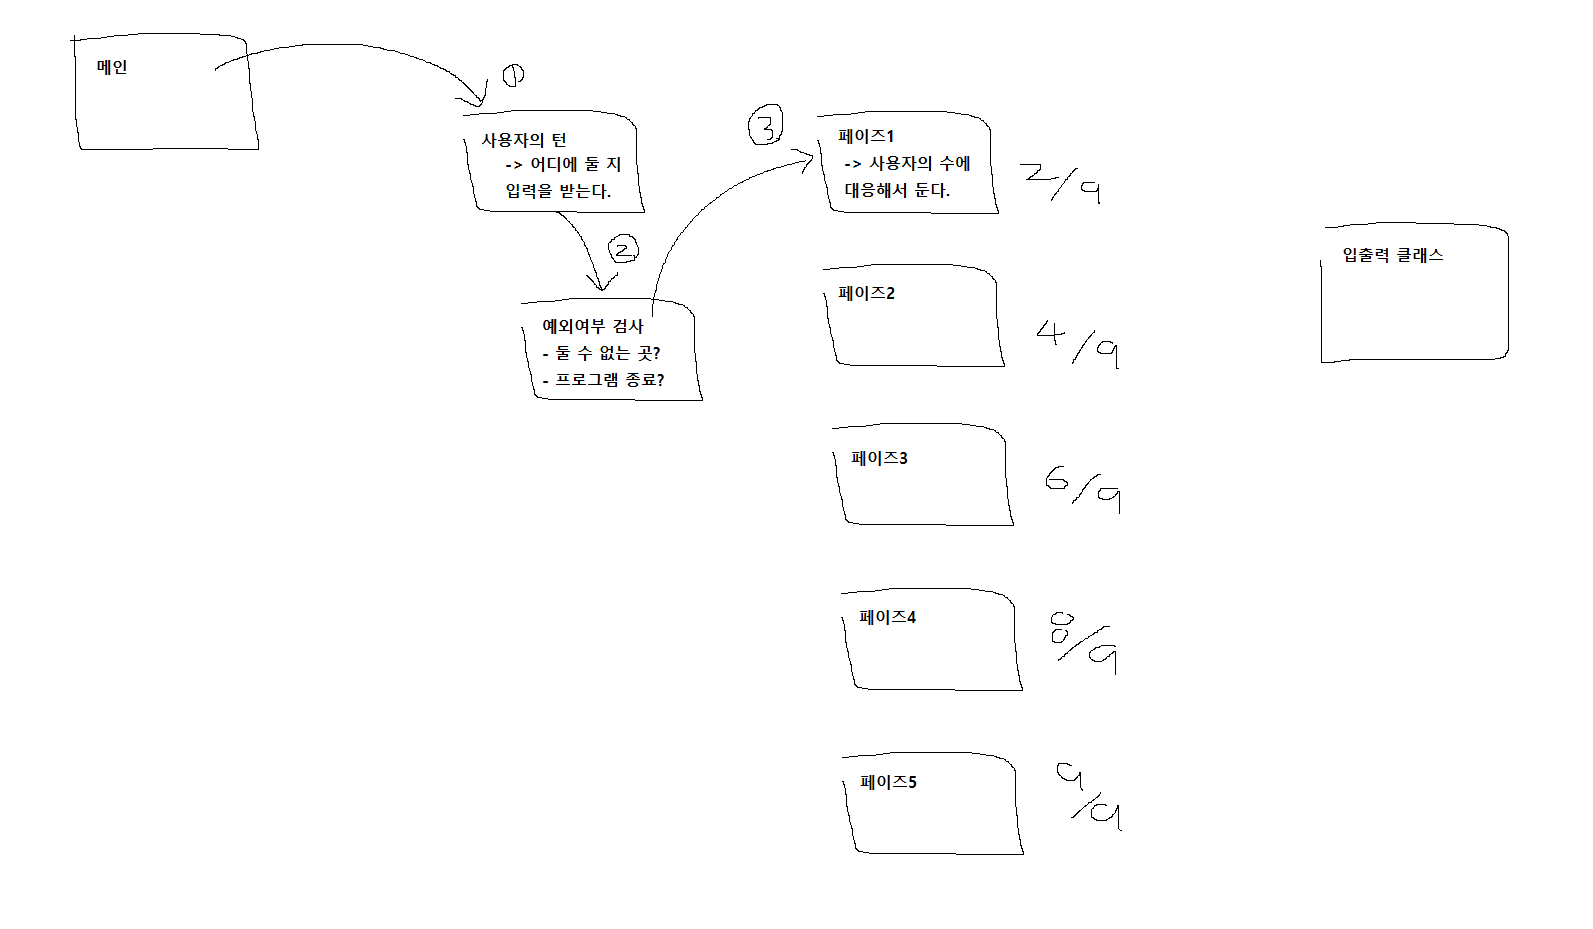 메인
①
사용자의 턴
-> 어디에 둘 지
입력을 받는다.
②
예외여부 검사
- 둘 수 없는 곳?
- 프로그램 종료?
③
페이즈1
-> 사용자의 수에
대응해서 둔다.
2/9
페이즈2
4/9
페이즈3
6/9
페이즈4
8/9
페이즈5
9/9
입출력 클래스